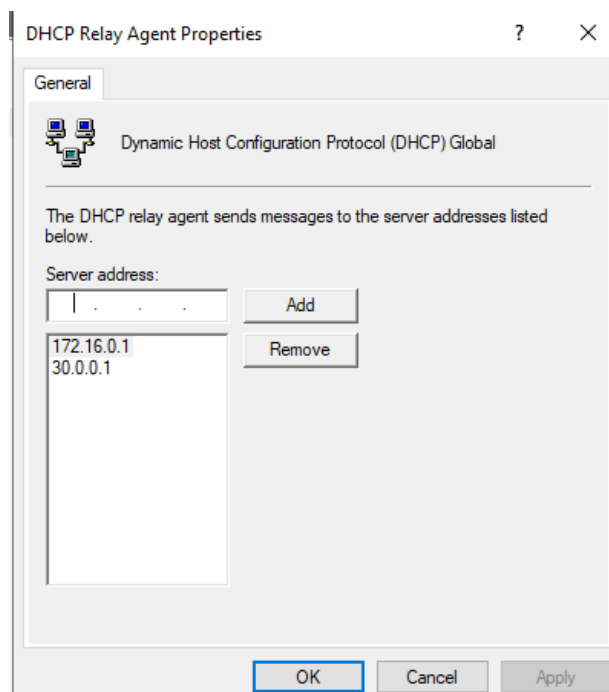 DHCP Relay Agent Properties
?
General
Dynamic Host Configuration Protocol (DHCP) Global
The DHCP relay agent sends messages to the server addresses listed
below.
Server address:
. . .
Add
172.16.0.1
30.0.0.1
Remove
OK
Cancel
Apply